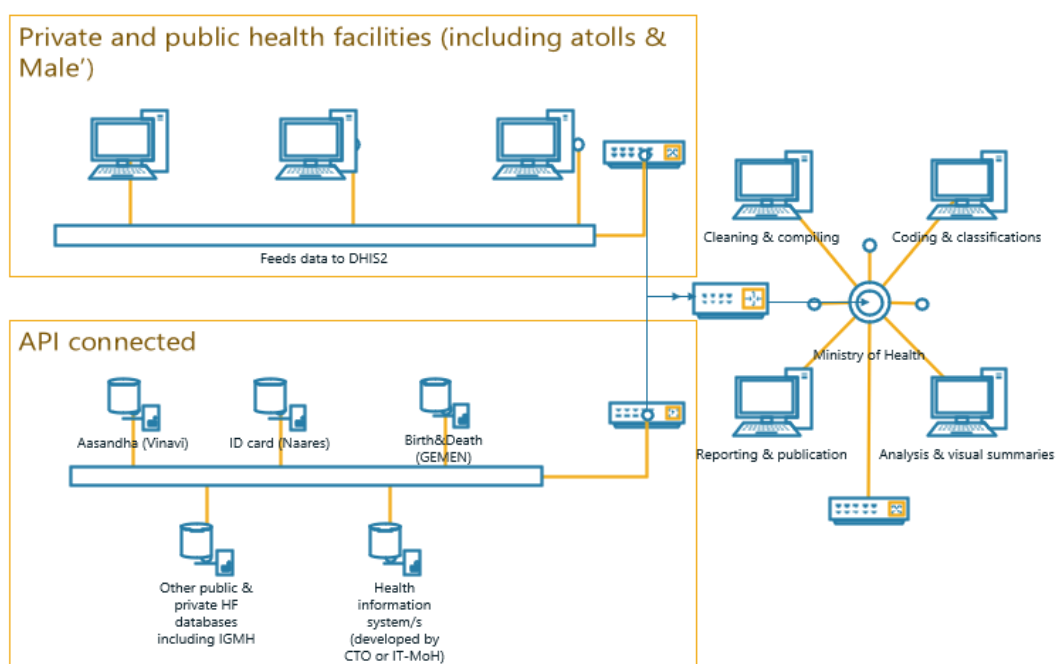 Private and public health facilities (including atolls &
Male’)
Feeds data to DHIS2
Cleaning & compiling
Coding & classifications
Ministry of Health
Reporting & publication
Analysis & visual summaries
API connected
Aasandha (Vinavi)
ID card (Naares)
Birth&Death
(GEMEN)
Other public &
private HF
databases
including IGMH
Health
information
system/s
(developed by
CTO or IT-MoH)